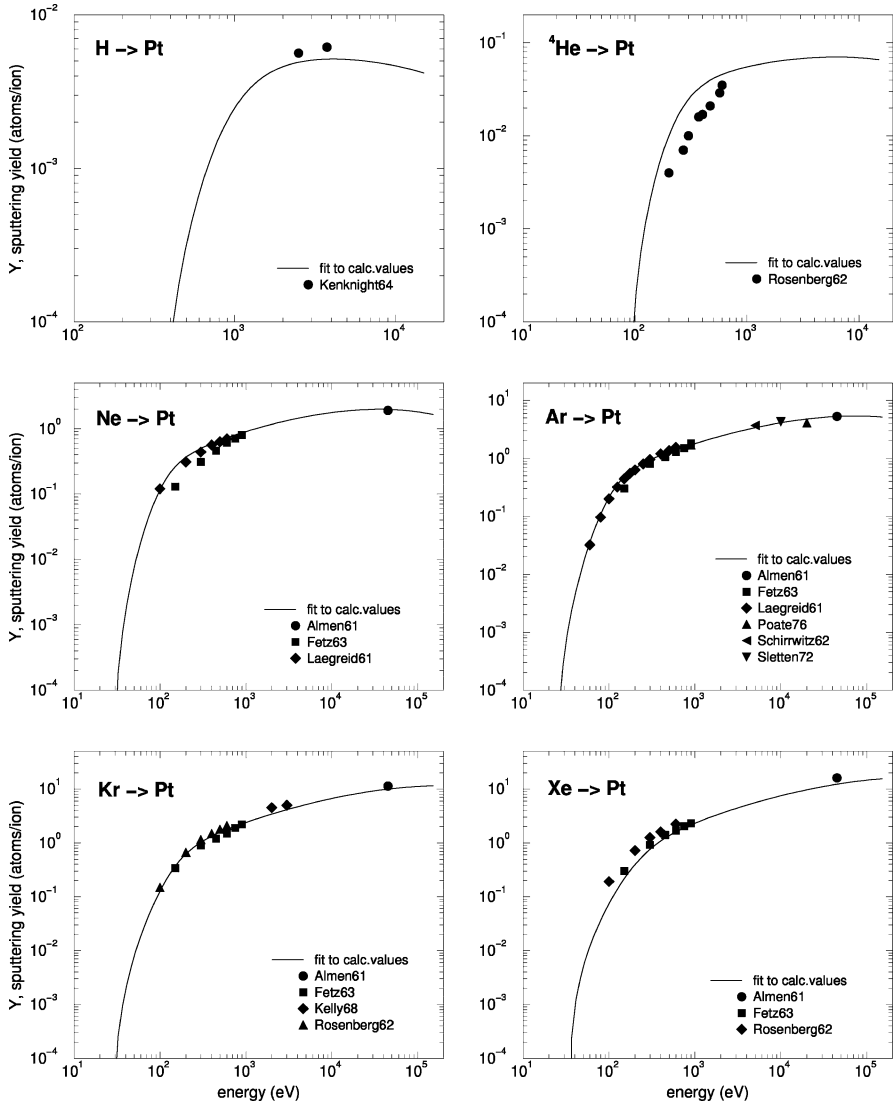 H –> Pt
10^-2
10^-3
10^-4
10^2
10^3
10^4
Y, sputtering yield (atoms/ion)
fit to calc.values
Kenknight64
^4He –> Pt
10^-1
10^-2
10^-3
10^-4
10^1
10^2
10^3
10^4
fit to calc.values
Rosenberg62
Ne –> Pt
10^0
10^-1
10^-2
10^-3
10^-4
10^1
10^2
10^3
10^4
10^5
Y, sputtering yield (atoms/ion)
fit to calc.values
Almen61
Fetz63
Laegreid61
Ar –> Pt
10^1
10^0
10^-1
10^-2
10^-3
10^-4
10^1
10^2
10^3
10^4
10^5
fit to calc.values
Almen61
Fetz63
Laegreid61
Poate76
Schirrwitz62
Sletten72
Kr –> Pt
10^1
10^0
10^-1
10^-2
10^-3
10^-4
10^1
10^2
10^3
10^4
10^5
Y, sputtering yield (atoms/ion)
energy (eV)
fit to calc.values
Almen61
Fetz63
Kelly68
Rosenberg62
Xe –> Pt
10^1
10^0
10^-1
10^-2
10^-3
10^-4
10^1
10^2
10^3
10^4
10^5
energy (eV)
fit to calc.values
Almen61
Fetz63
Rosenberg62